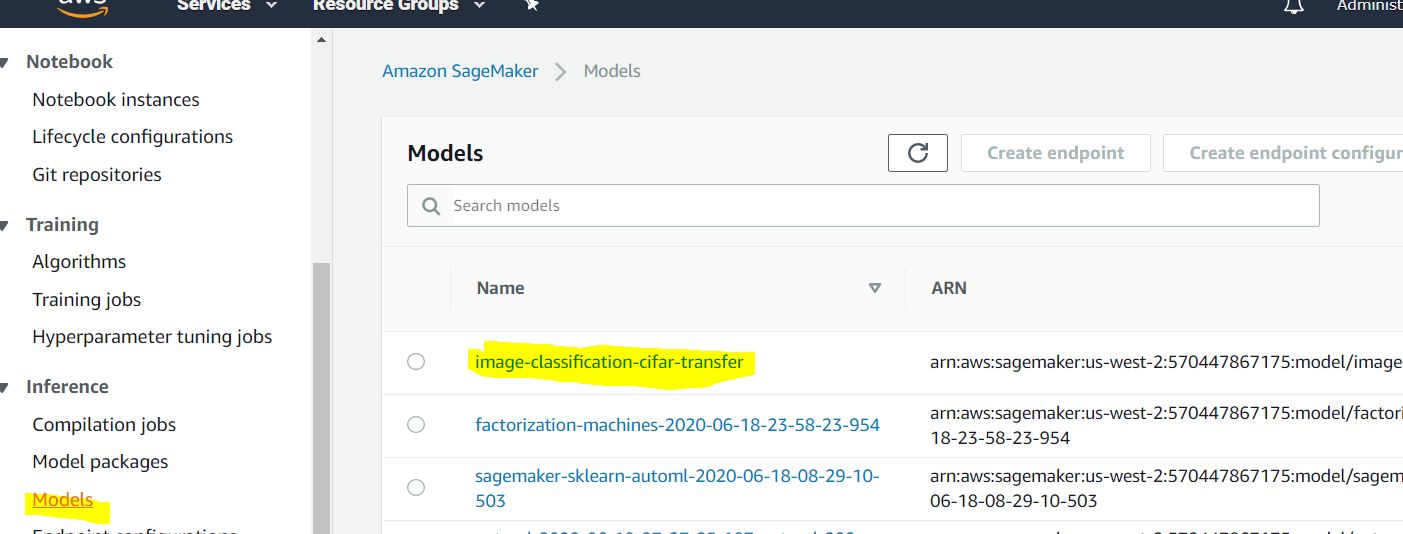 aws
Services
Resource Groups
Notebook
Notebook instances
Lifecycle configurations
Git repositories
Training
Algorithms
Training jobs
Hyperparameter tuning jobs
Inference
Compilation jobs
Model packages
Models
Endpoint configurations
Amazon SageMaker
Models
Models
Create endpoint
Create endpoint configur
Search models
Name
ARN
image-classification-cifar-transfer
arn:aws:sagemaker:us-west-2:570447867175:model/image
factorization-machines-2020-06-18-23-58-23-954
arn:aws:sagemaker:us-west-2:570447867175:model/factori
18-23-58-23-954
sagemaker-sklearn-automl-2020-06-18-08-29-10-
503
arn:aws:sagemaker:us-west-2:570447867175:model/sagem
06-18-08-29-10-503
Administ